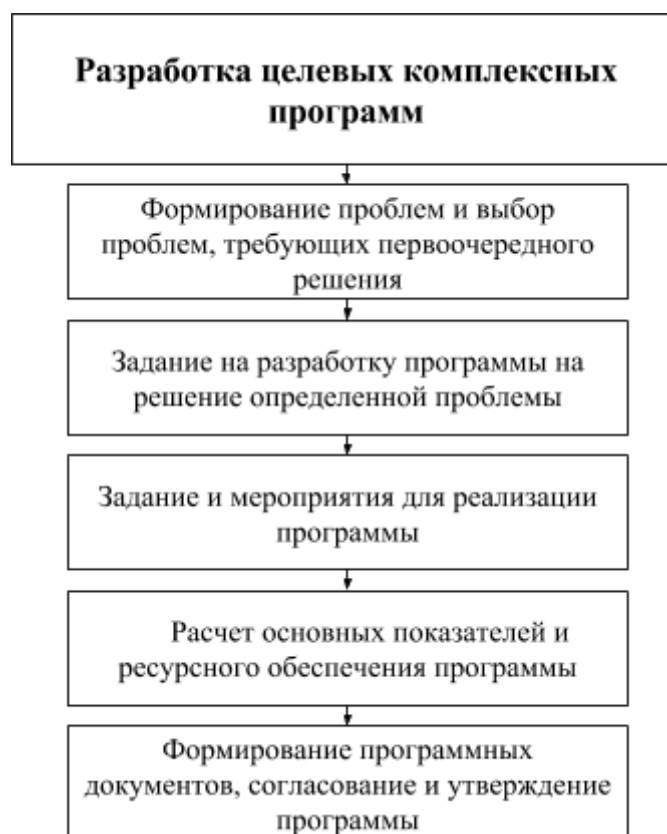 Разработка целевых комплексных
программ
Формирование проблем и выбор
проблем, требующих первоочередного
решения
Задание на разработку программы на
решение определенной проблемы
Задание и мероприятия для реализации
программы
Расчет основных показателей и
ресурсного обеспечения программы
Формирование программных
документов, согласование и утверждение
программы